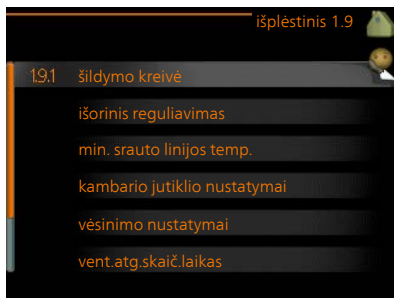 išplėstinis 1.9
1.9.1 šildymo kreivė
išorinis reguliavimas
min. srauto linijos temp.
kambario jutiklio nustatymai
vėsinimo nustatymai
vent.atg.skaič.laikas